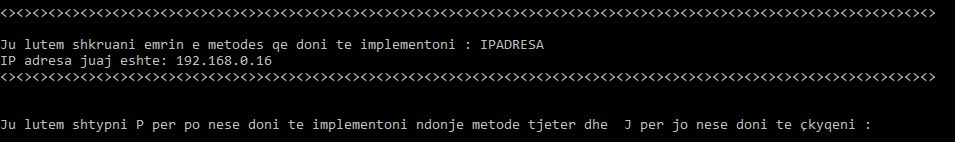 <><><><><><><><><><><><><><><><>><><><><><><><><><><><><><><><><><><><><><><><><><><><><><><><><><><><><><><><><><>
Ju lutem shkruani emrin e metodes qe doni te implementoni : IPADRESA
IP adresa juaj eshte: 192.168.0.16
<><><><><><><><><><><><><><><><>><><><><><><><><><><><><><><><><><><><><><><><><><><><><><><><><><><><><><><><><><>
Ju lutem shtypni P per po nese doni te implementoni ndonje metode tjeter dhe  J per jo nese doni te çkyqeni :